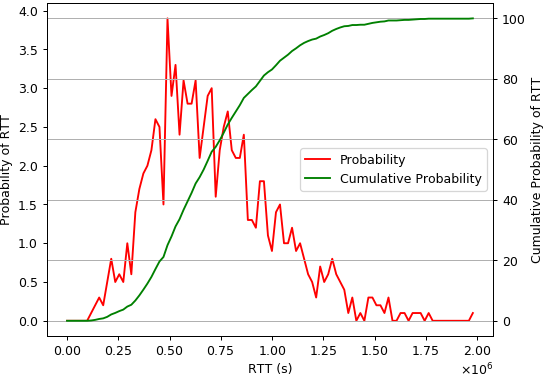 4.0
3.5
3.0
2.5
2.0
1.5
1.0
0.5
0.0
Probability of RTT
100
80
60
40
20
0
Cumulative Probability of RTT
Probability
Cumulative Probability
0.00 0.25 0.50 0.75 1.00 1.25 1.50 1.75 2.00
RTT (s)
×10⁶